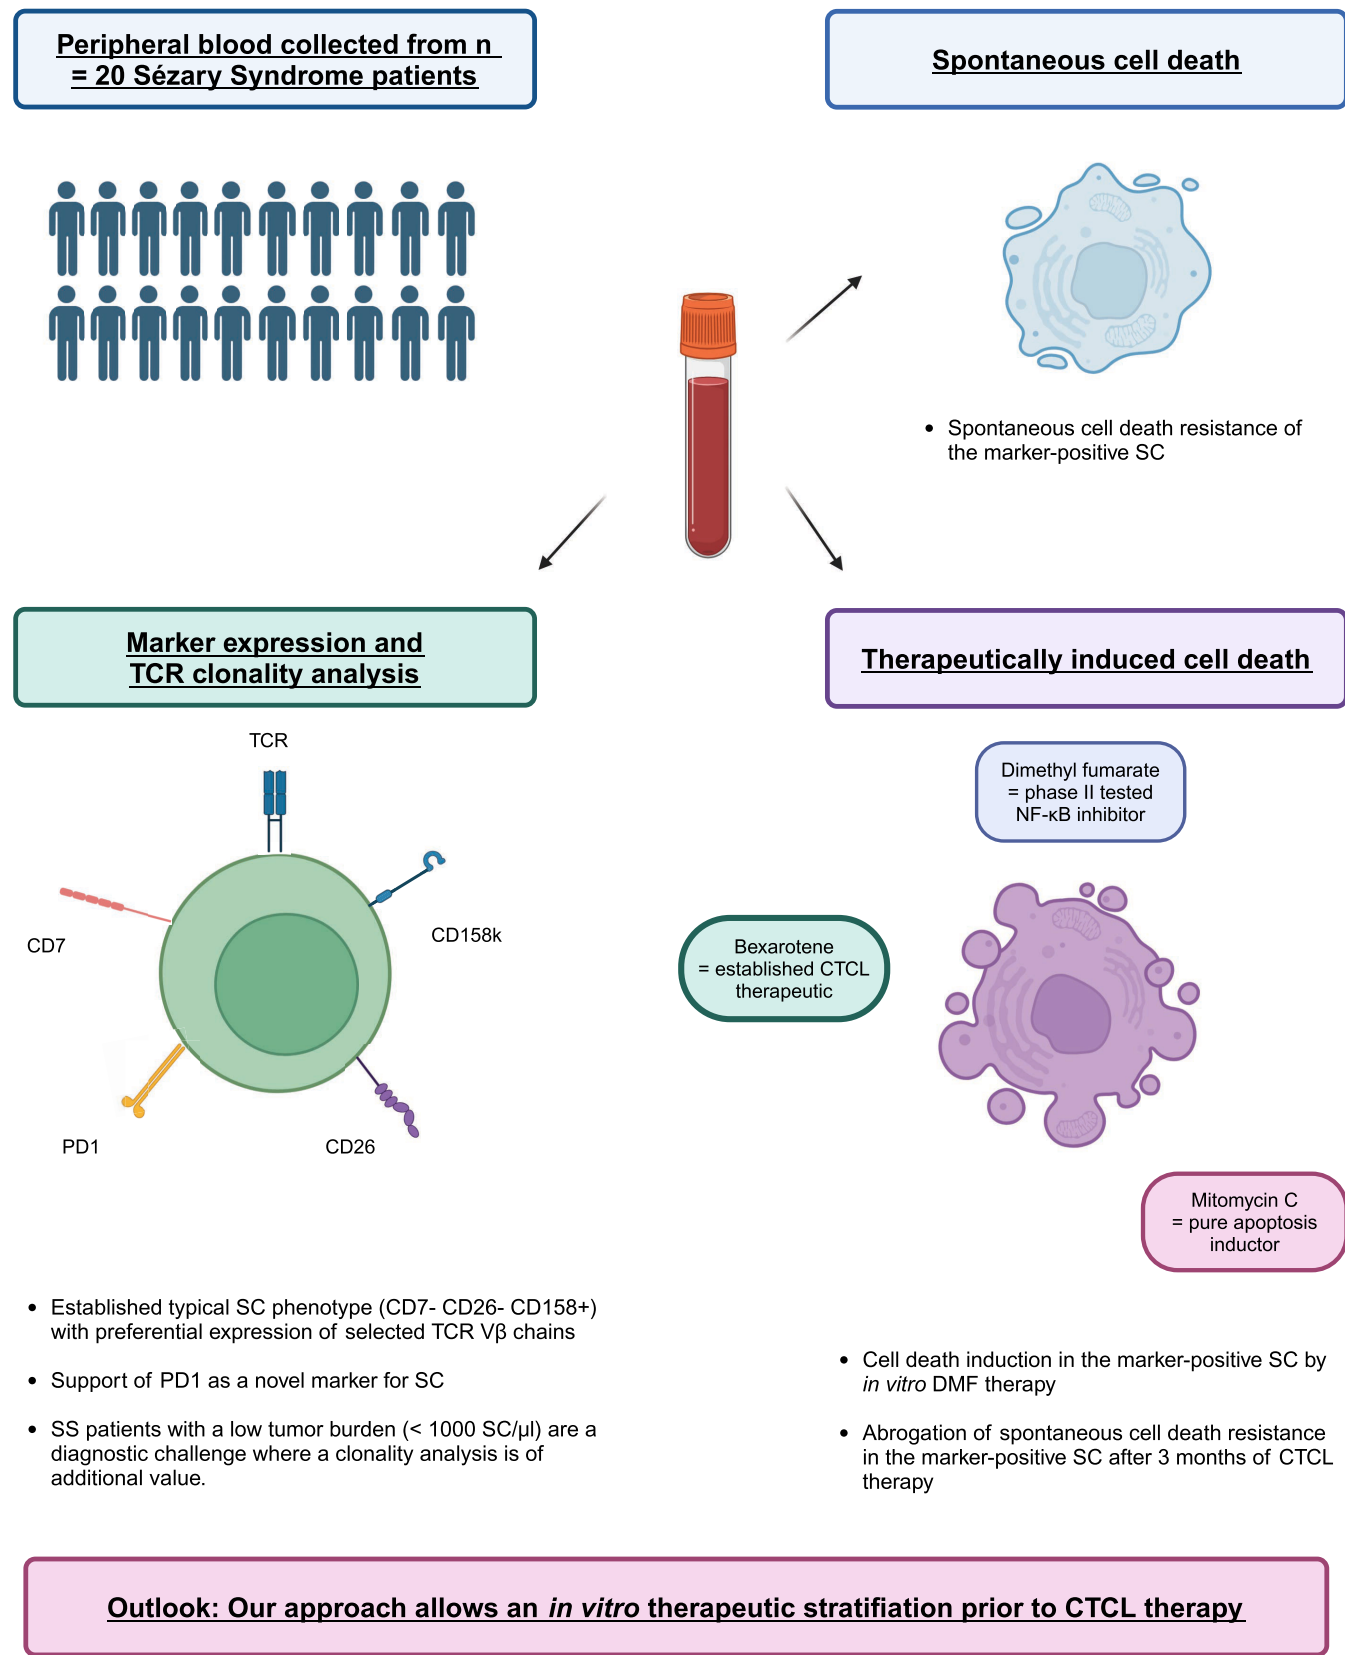 Peripheral blood collected from n
= 20 Sézary Syndrome patients
Spontaneous cell death
Spontaneous cell death resistance of
the marker-positive SC
Marker expression and
TCR clonality analysis
TCR
CD7
CD158k
PD1
CD26
Established typical SC phenotype (CD7- CD26- CD158+)
with preferential expression of selected TCR Vβ chains
Support of PD1 as a novel marker for SC
SS patients with a low tumor burden (< 1000 SC/µl) are a
diagnostic challenge where a clonality analysis is of
additional value.
Therapeutically induced cell death
Dimethyl fumarate
= phase II tested
NF-κB inhibitor
Bexarotene
= established CTCL
therapeutic
Mitomycin C
= pure apoptosis
inductor
Cell death induction in the marker-positive SC by
in vitro DMF therapy
Abrogation of spontaneous cell death resistance
in the marker-positive SC after 3 months of CTCL
therapy
Outlook: Our approach allows an in vitro therapeutic stratifiation prior to CTCL therapy